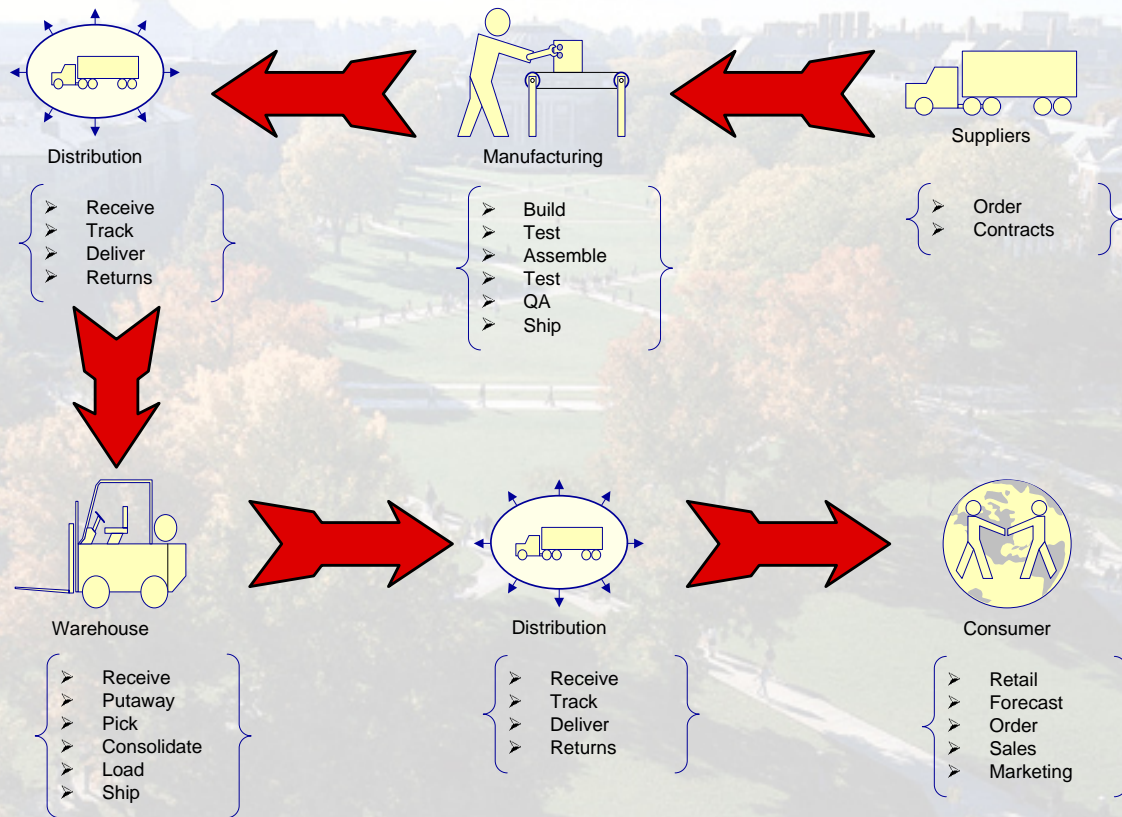 Distribution
Receive
Track
Deliver
Returns
Manufacturing
Build
Test
Assemble
Test
QA
Ship
Suppliers
Order
Contracts
Warehouse
Receive
Putaway
Pick
Consolidate
Load
Ship
Distribution
Receive
Track
Deliver
Returns
Consumer
Retail
Forecast
Order
Sales
Marketing